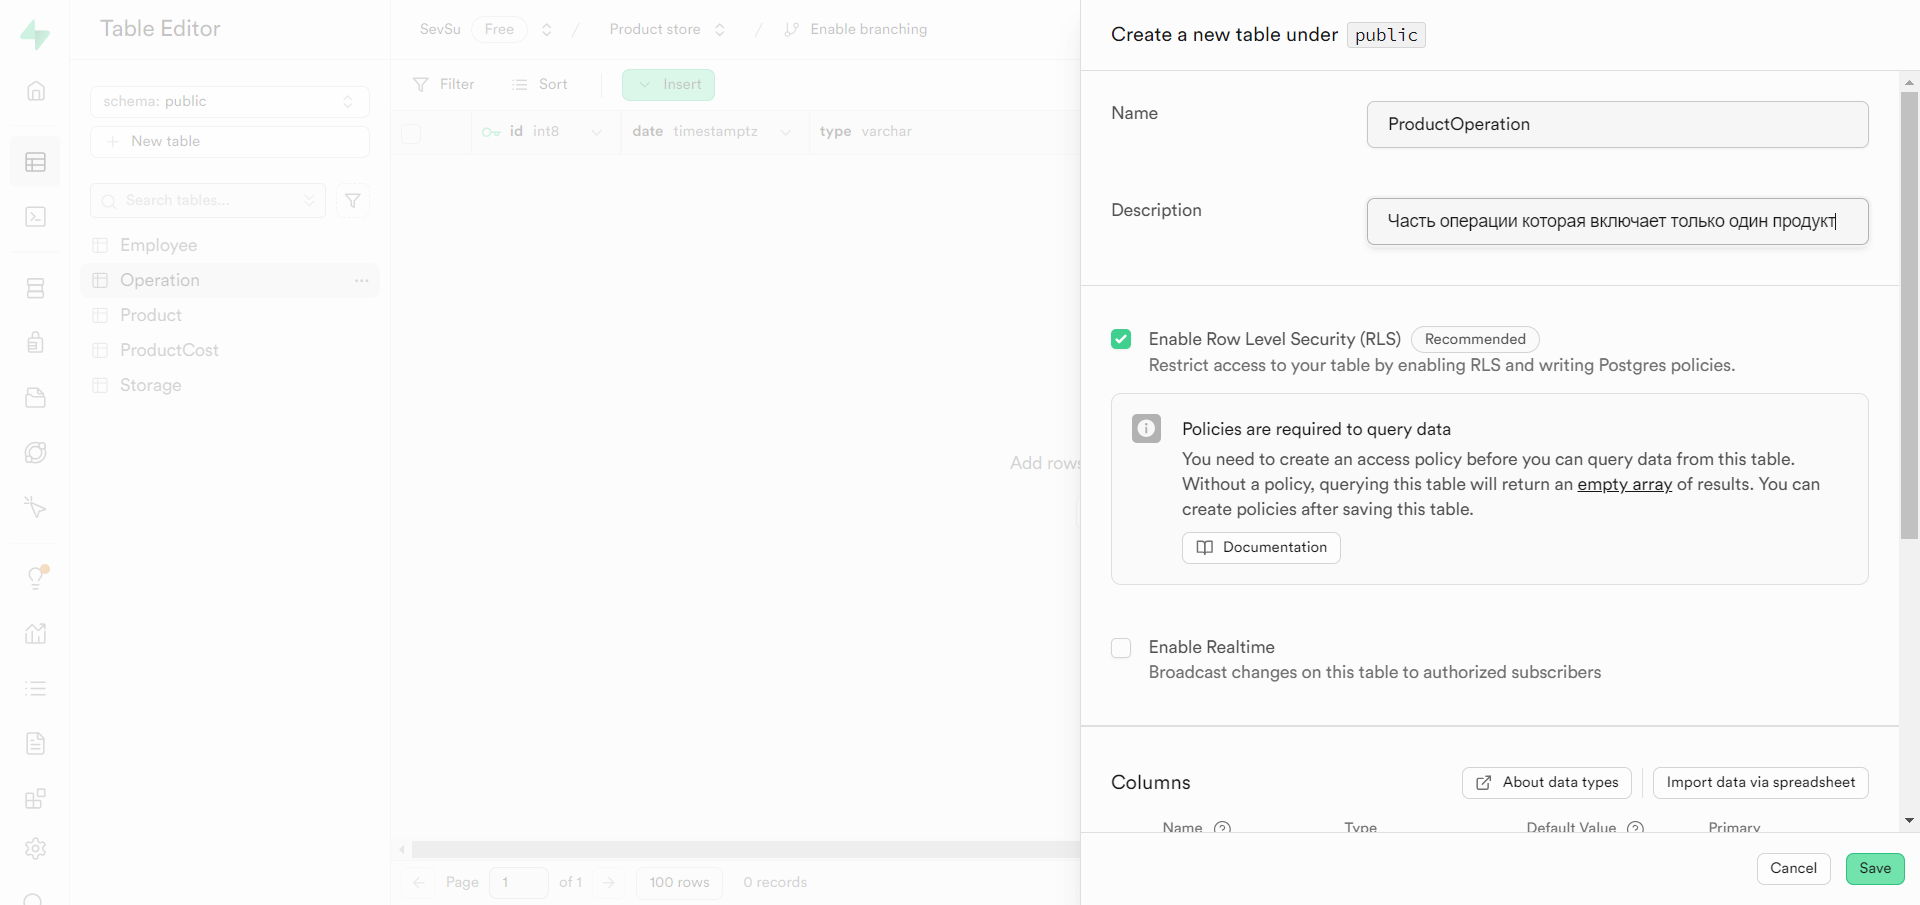 Table Editor
schema: public
New table
Search tables...
Employee
Operation
Product
ProductCost
Storage
SevSu Free / Product store / Enable branching
Filter Sort Insert
id int8 date timestamptz type varchar
Add rows
Page 1 of 1 100 rows 0 records
Create a new table under public
Name
ProductOperation
Description
Часть операции которая включает только один продукт
Enable Row Level Security (RLS) Recommended
Restrict access to your table by enabling RLS and writing Postgres policies.
Policies are required to query data
You need to create an access policy before you can query data from this table.
Without a policy, querying this table will return an empty array of results. You can
create policies after saving this table.
Documentation
Enable Realtime
Broadcast changes on this table to authorized subscribers
Columns
About data types Import data via spreadsheet
Name Type Default Value Primary
Cancel Save